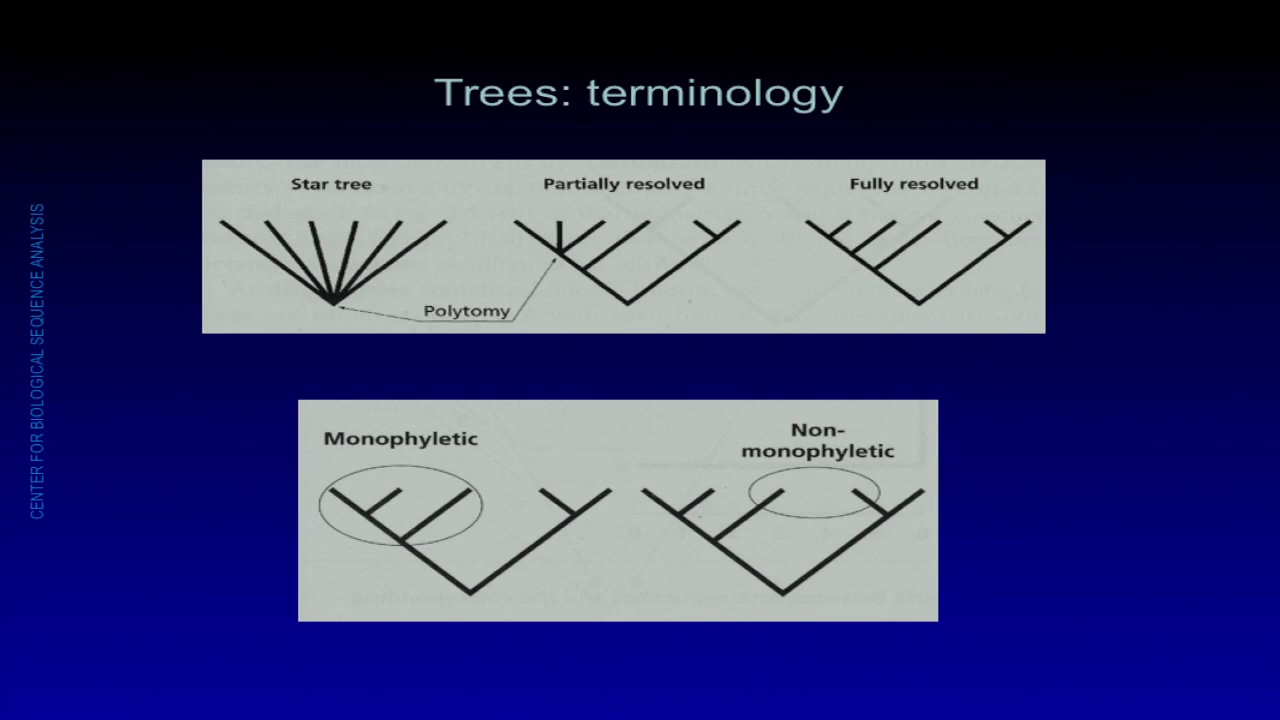 Trees: terminology
Star tree
Partially resolved
Fully resolved
Polytomy
Monophyletic
Non-
monophyletic
CENTER FOR BIOLOGICAL SEQUENCE ANALYSIS